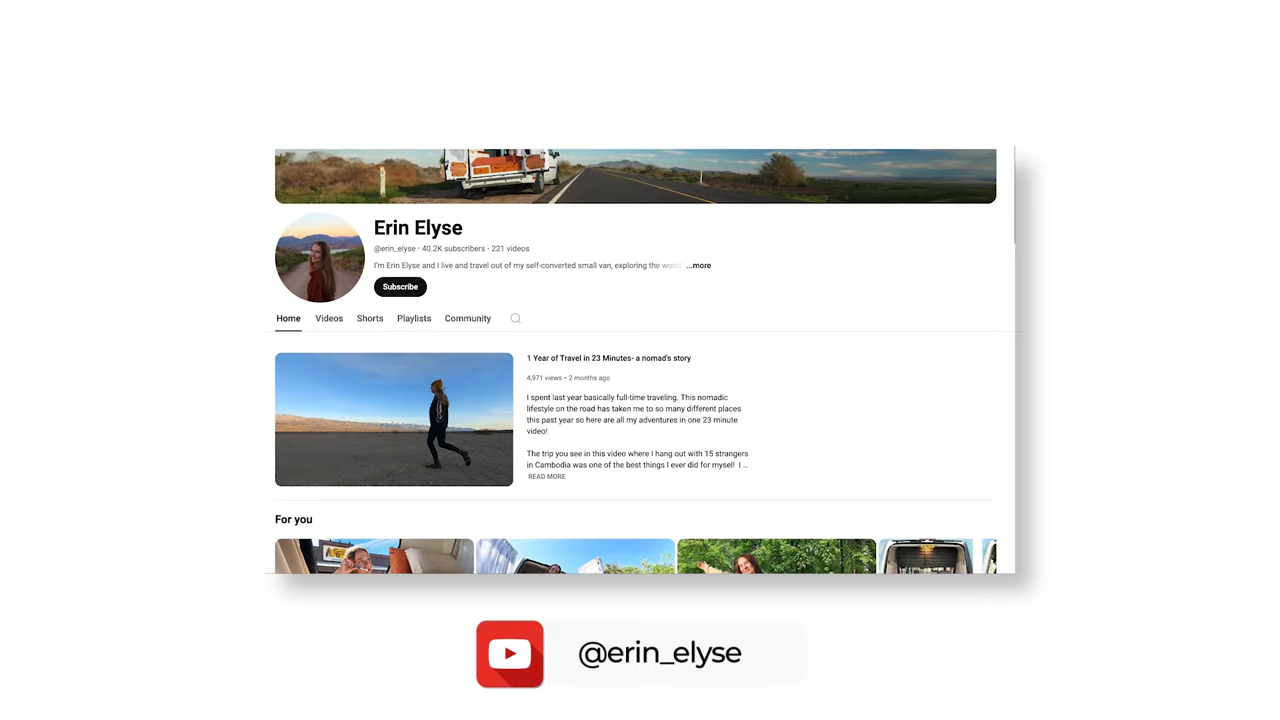 Erin Elyse
@erin_elyse · 40.2K subscribers · 221 videos
I'm Erin Elyse and I live and travel out of my self-converted small van, exploring the world ...more
Subscribe
Home Videos Shorts Playlists Community
1 Year of Travel in 23 Minutes- a nomad's story
4,971 views • 2 months ago
I spent last year basically full-time traveling. This nomadic
lifestyle on the road has taken me to so many different places
this past year so here are all my adventures in one 23 minute
video!
The trip you see in this video where I hang out with 15 strangers
in Cambodia was one of the best things I ever did for mysel! I ...
READ MORE
For you
@erin_elyse